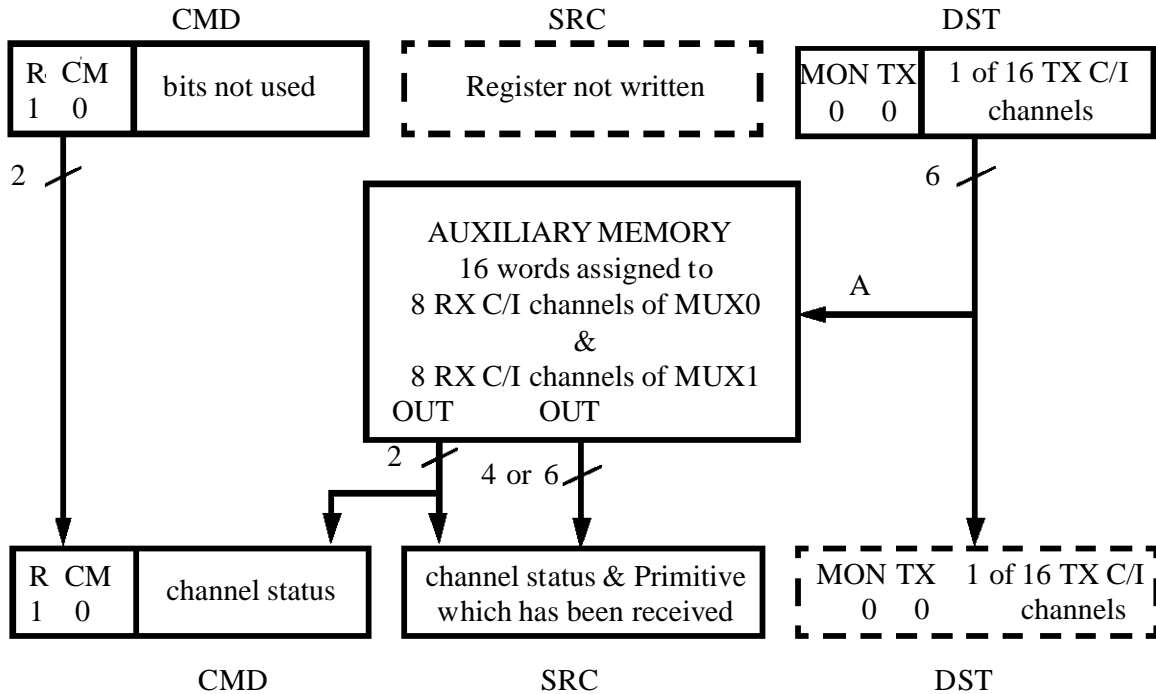 CMD SRC DST
R CM
1 0
bits not used
Register not written
MON TX
0 0
1 of 16 TX C/I
channels
2
6
AUXILIARY MEMORY
16 words assigned to
8 RX C/I channels of MUX0
&
8 RX C/I channels of MUX1
OUT OUT
A
2
4 or 6
R CM
1 0
channel status
channel status & Primitive
which has been received
MON TX 1 of 16 TX C/I
0 0 channels
CMD SRC DST